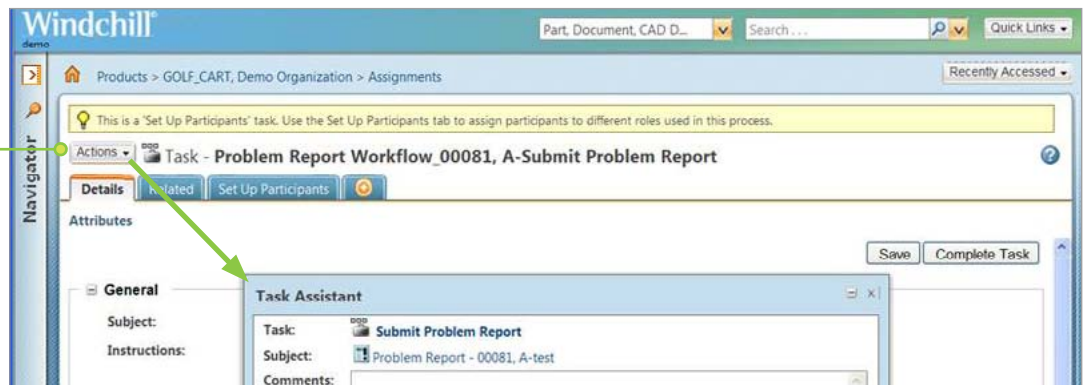 Windchill®
demo
Part, Document, CAD D...
Search . . .
Quick Links
Products > GOLF_CART, Demo Organization > Assignments
Recently Accessed
Navigator
This is a 'Set Up Participants' task. Use the Set Up Participants tab to assign participants to different roles used in this process.
Actions
Task - Problem Report Workflow_00081, A-Submit Problem Report
Details
Related
Set Up Participants
Attributes
Save
Complete Task
General
Subject:
Instructions:
Task Assistant
Task: Submit Problem Report
Subject: Problem Report - 00081, A-test
Comments: